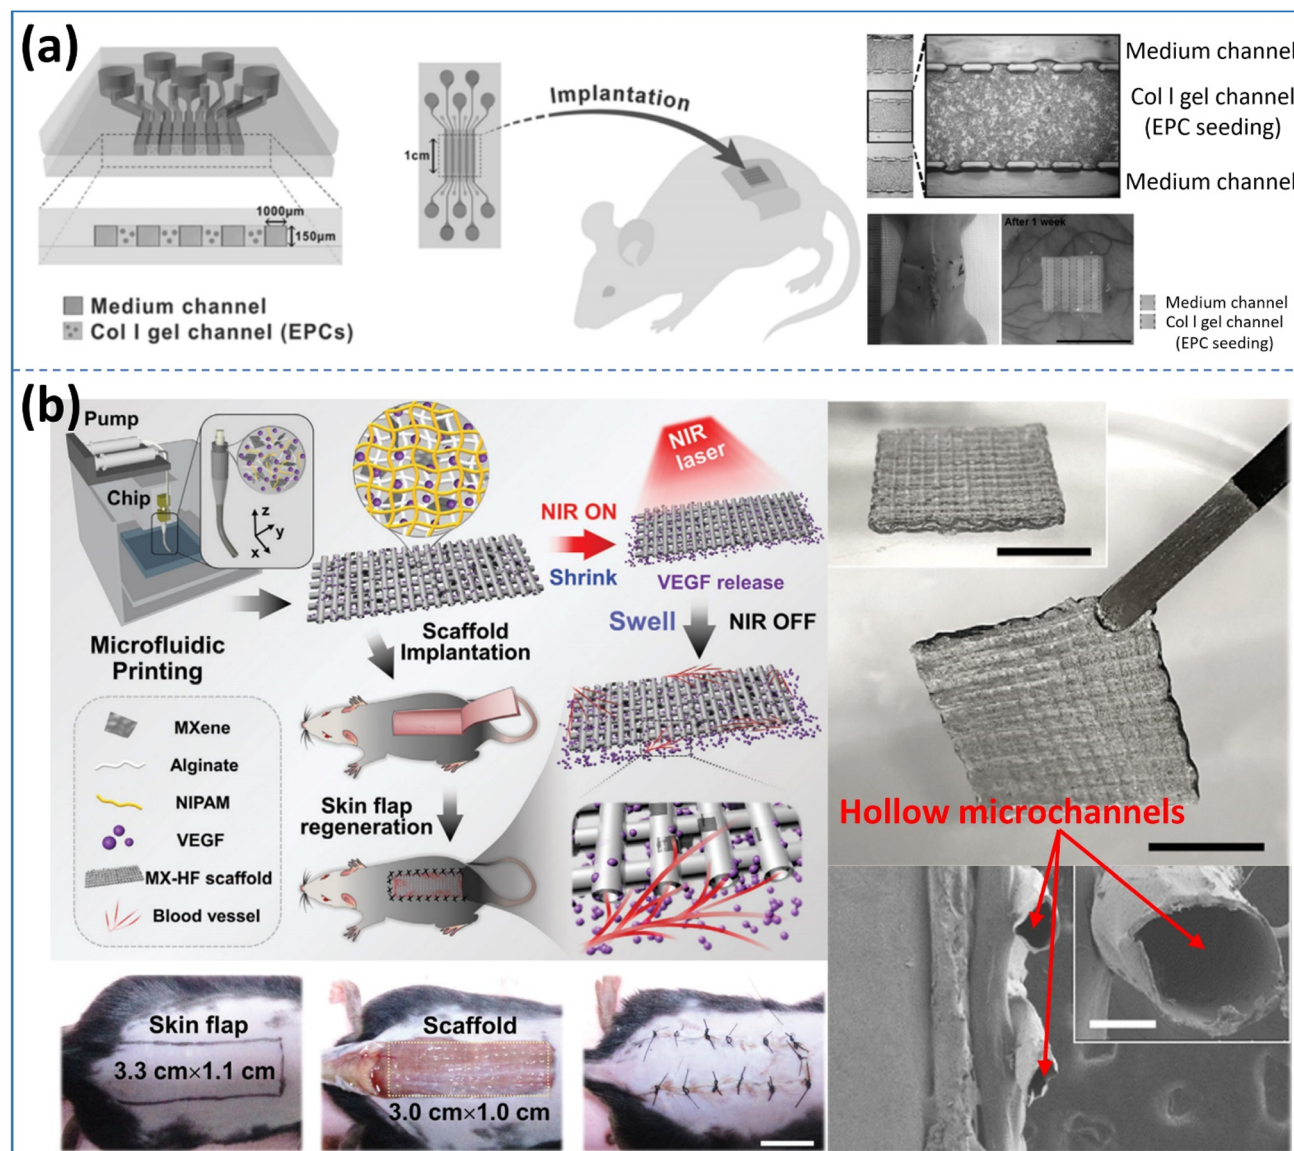 (a)
1cm
Implantation
1000μm
150μm
Medium channel
Col I gel channel (EPCs)
Medium channel
Col I gel channel
(EPC seeding)
Medium channel
After 1 week
Medium channel
Col I gel channel
(EPC seeding)
(b)
Pump
Chip
z
y
x
Microfluidic
Printing
NIR ON
Shrink
NIR
laser
VEGF release
Swell
NIR OFF
Scaffold
Implantation
Skin flap
regeneration
MXene
Alginate
NIPAM
VEGF
MX-HF scaffold
Blood vessel
Hollow microchannels
Skin flap
3.3 cm×1.1 cm
Scaffold
3.0 cm×1.0 cm